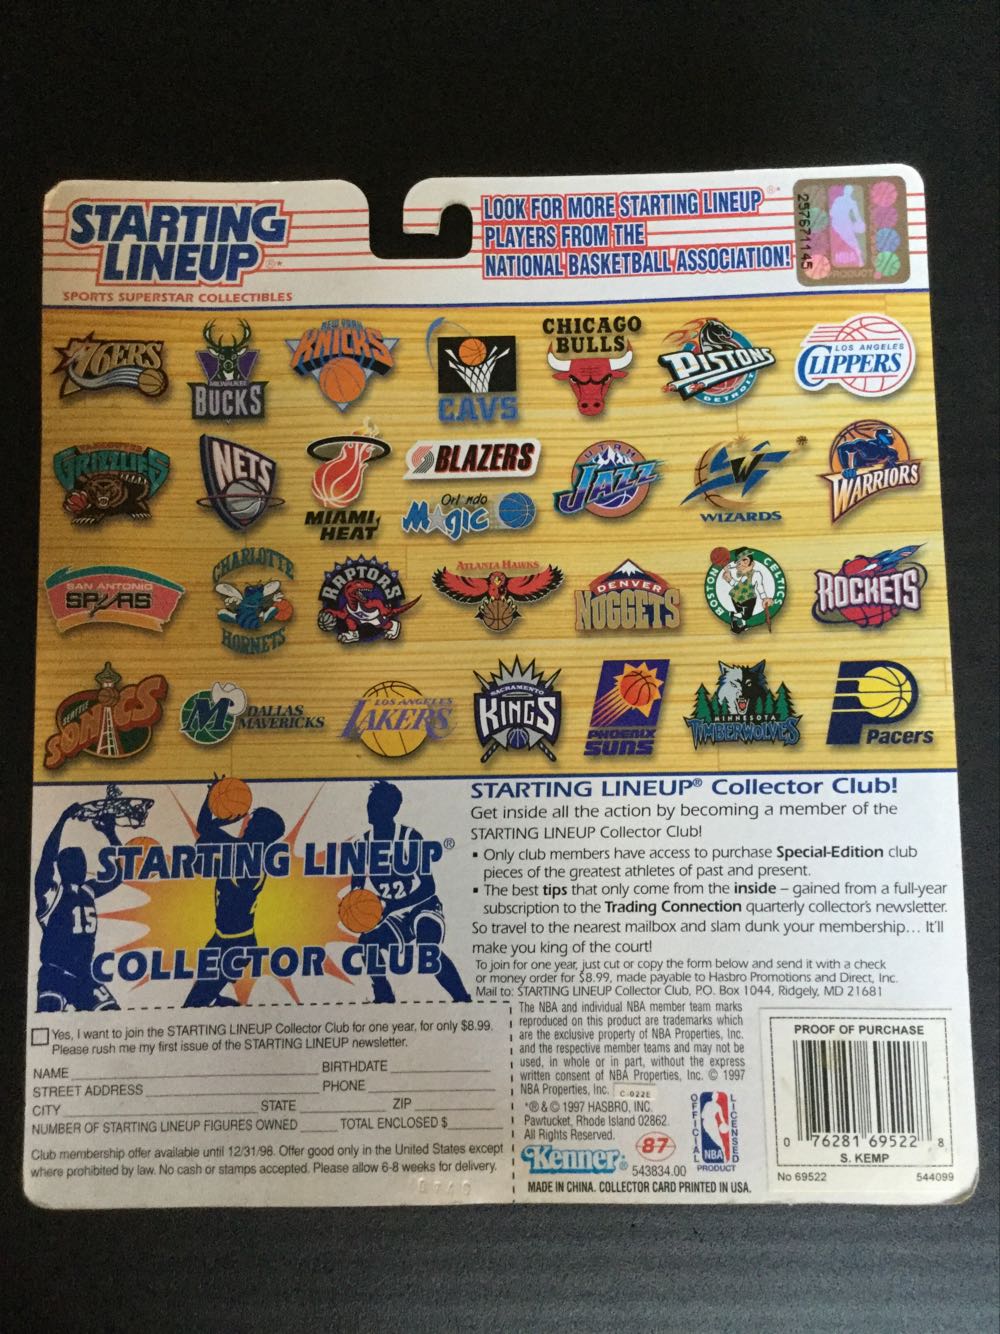 STARTING
LINEUP®*
SPORTS SUPERSTAR COLLECTIBLES
LOOK FOR MORE STARTING LINEUP®*
PLAYERS FROM THE
NATIONAL BASKETBALL ASSOCIATION!
257671145
NBA
PRODUCT
76ERS
MILWAUKEE
BUCKS
NEW YORK
KNICKS
CAVS
CHICAGO
BULLS
PISTONS
DETROIT
LOS ANGELES
CLIPPERS
GRIZZLIES
NETS
MIAMI
HEAT
BLAZERS
Orlando
Magic
UTAH
JAZZ
WIZARDS
*
WARRIORS
SAN ANTONIO
SPURS
CHARLOTTE
HORNETS
RAPTORS
ATLANTA HAWKS
DENVER
NUGGETS
BOSTON
CELTICS
ROCKETS
SEATTLE
SONICS
M
DALLAS
MAVERICKS
LOS ANGELES
LAKERS
SACRAMENTO
KINGS
PHOENIX
SUNS
MINNESOTA
TIMBERWOLVES
Pacers
STARTING LINEUP®
15
22
COLLECTOR CLUB
STARTING LINEUP® Collector Club!
Get inside all the action by becoming a member of the
STARTING LINEUP Collector Club!
▪ Only club members have access to purchase Special-Edition club
pieces of the greatest athletes of past and present.
▪ The best tips that only come from the inside – gained from a full-year
subscription to the Trading Connection quarterly collector's newsletter.
So travel to the nearest mailbox and slam dunk your membership... It'll
make you king of the court!
To join for one year, just cut or copy the form below and send it with a check
or money order for $8.99, made payable to Hasbro Promotions and Direct, Inc.
Mail to: STARTING LINEUP Collector Club, P.O. Box 1044, Ridgely, MD 21681
Yes, I want to join the STARTING LINEUP Collector Club for one year, for only $8.99.
Please rush me my first issue of the STARTING LINEUP newsletter.
NAME BIRTHDATE
STREET ADDRESS PHONE
CITY STATE ZIP
NUMBER OF STARTING LINEUP FIGURES OWNED TOTAL ENCLOSED $
Club membership offer available until 12/31/98. Offer good only in the United States except
where prohibited by law. No cash or stamps accepted. Please allow 6-8 weeks for delivery.
The NBA and individual NBA member team marks
reproduced on this product are trademarks which
are the exclusive property of NBA Properties, Inc.
and the respective member teams and may not be
used, in whole or in part, without the express
written consent of NBA Properties, Inc. © 1997
NBA Properties, Inc. C-022E
*® & © 1997 HASBRO, INC.
Pawtucket, Rhode Island 02862.
All Rights Reserved.
Kenner®
87
543834.00
OFFICIAL
LICENSED
NBA
PRODUCT
MADE IN CHINA. COLLECTOR CARD PRINTED IN USA.
PROOF OF PURCHASE
0 76281 69522 8
S. KEMP
No 69522 544099